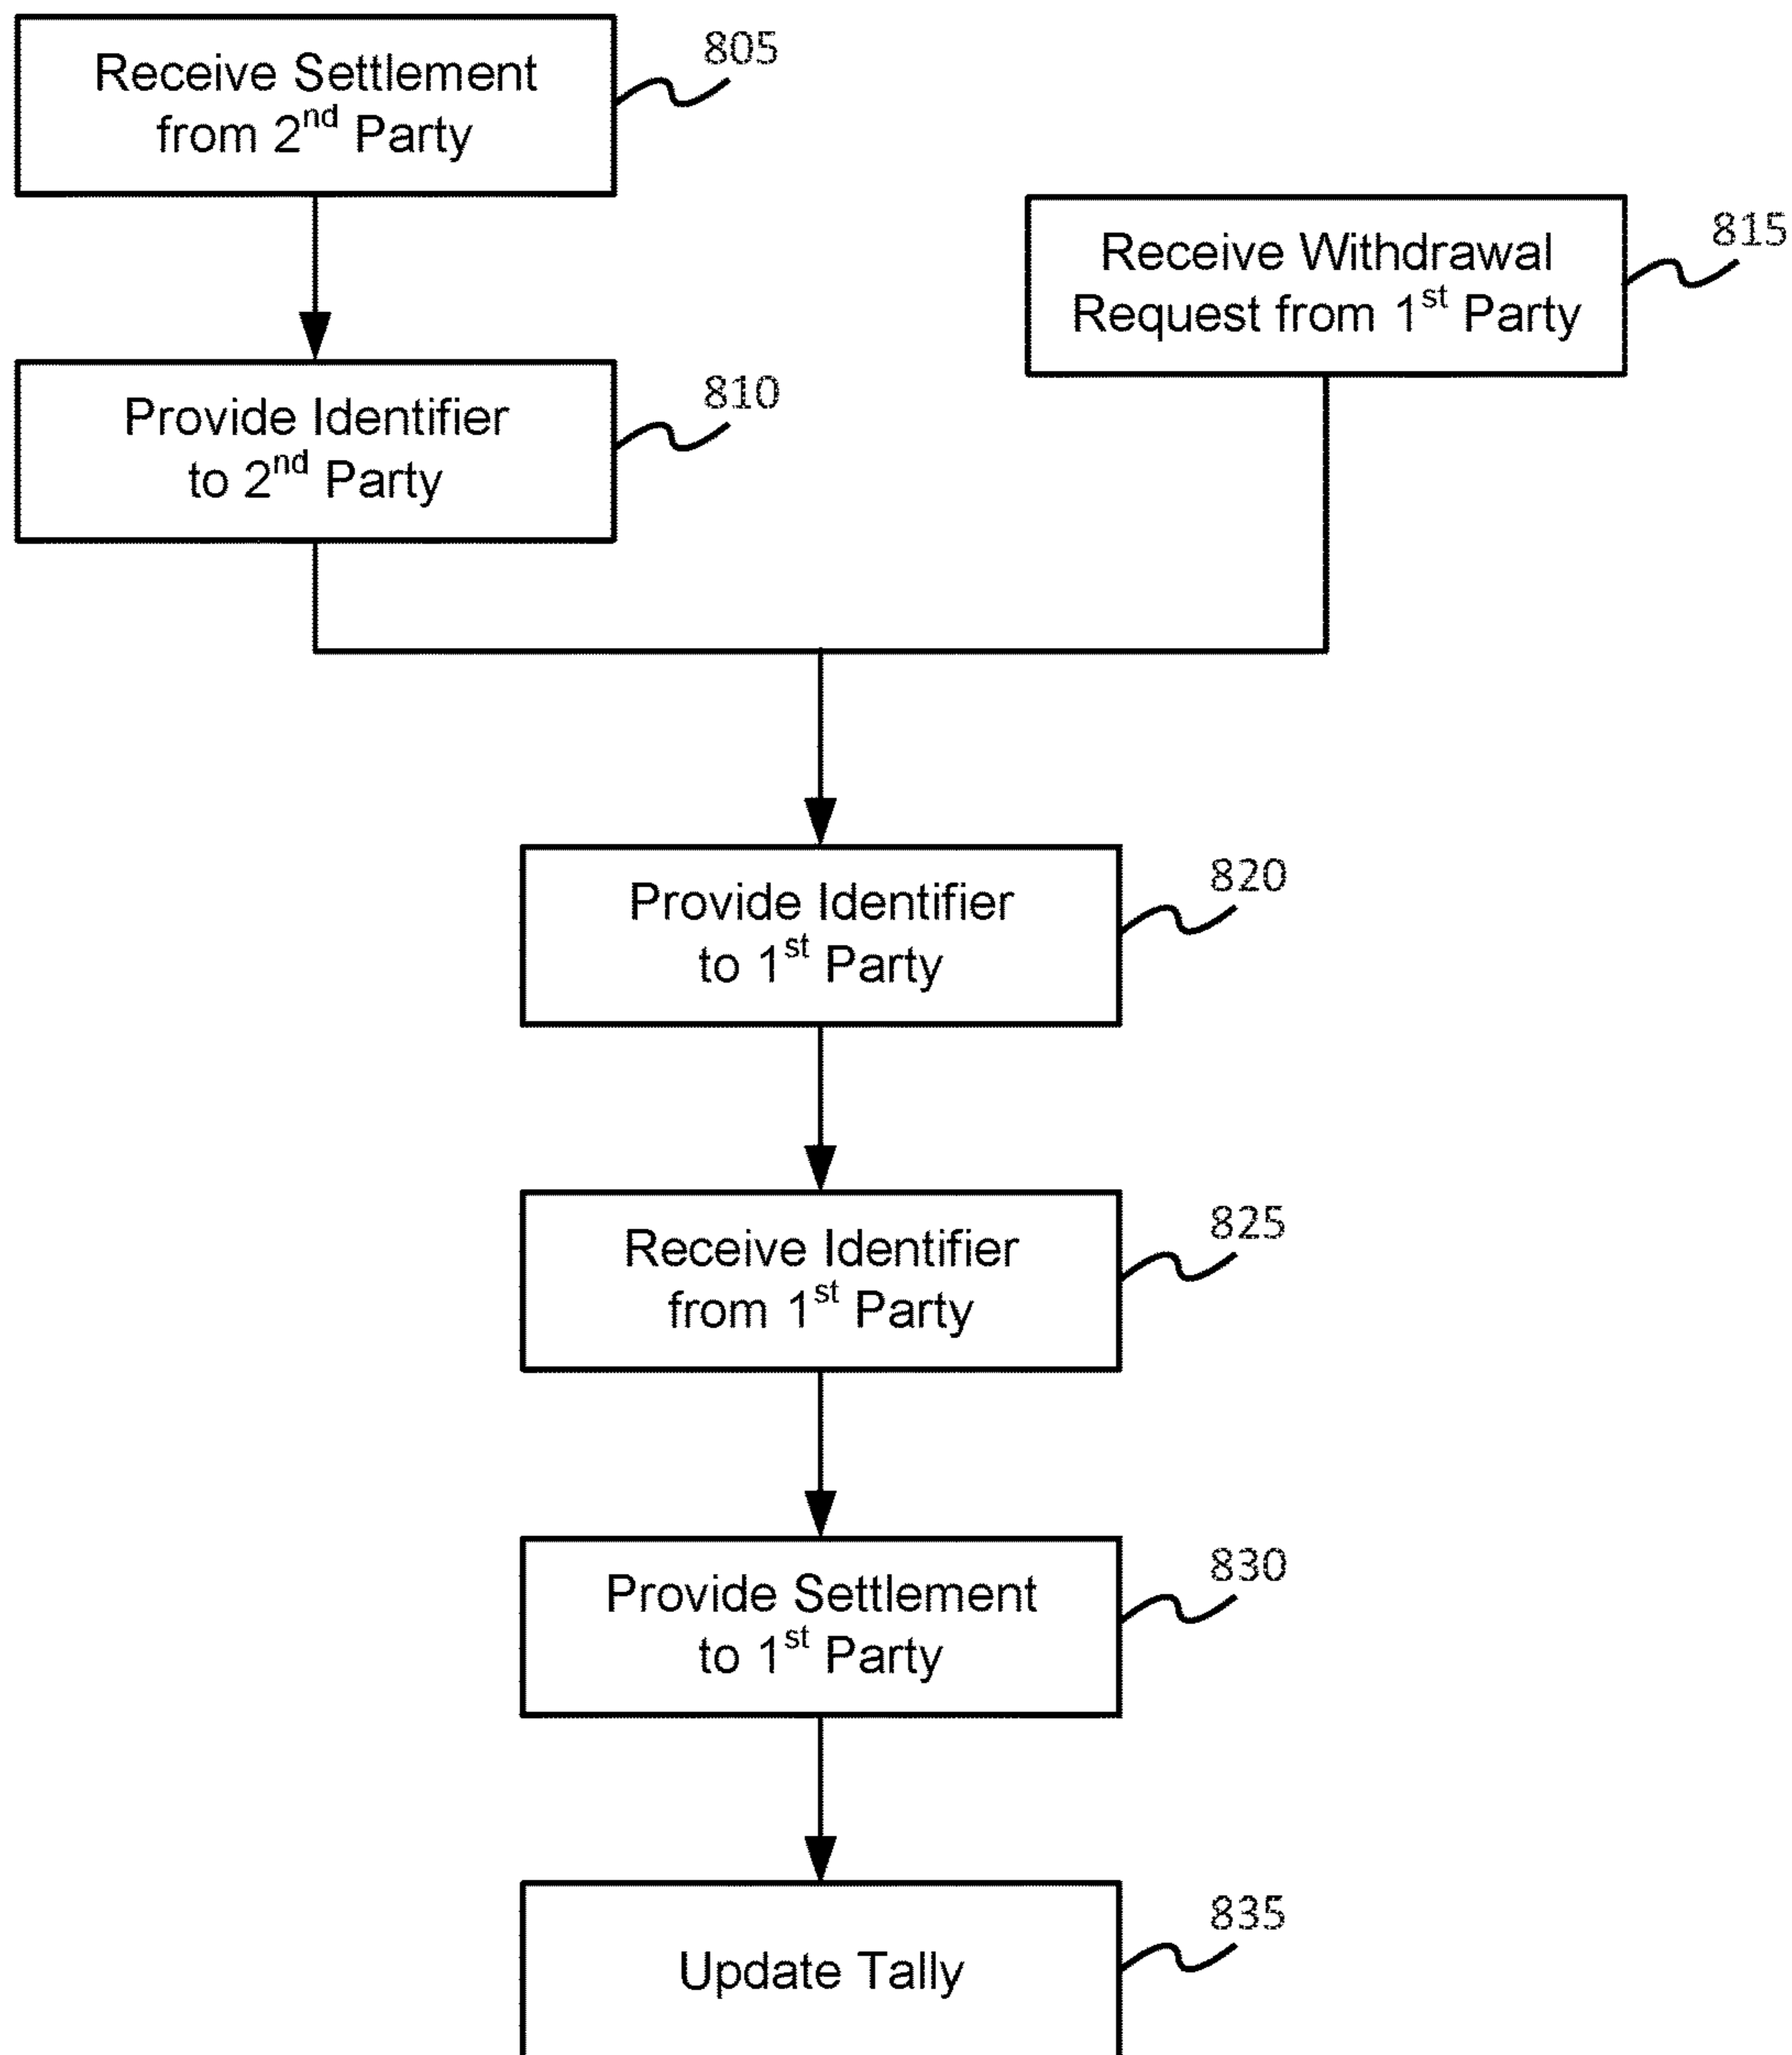 Receive Settlement
from 2nd Party
805
Receive Withdrawal
Request from 1st Party
815
Provide Identifier
to 2nd Party
810
Provide Identifier
to 1st Party
820
Receive Identifier
from 1st Party
825
Provide Settlement
to 1st Party
830
Update Tally
835